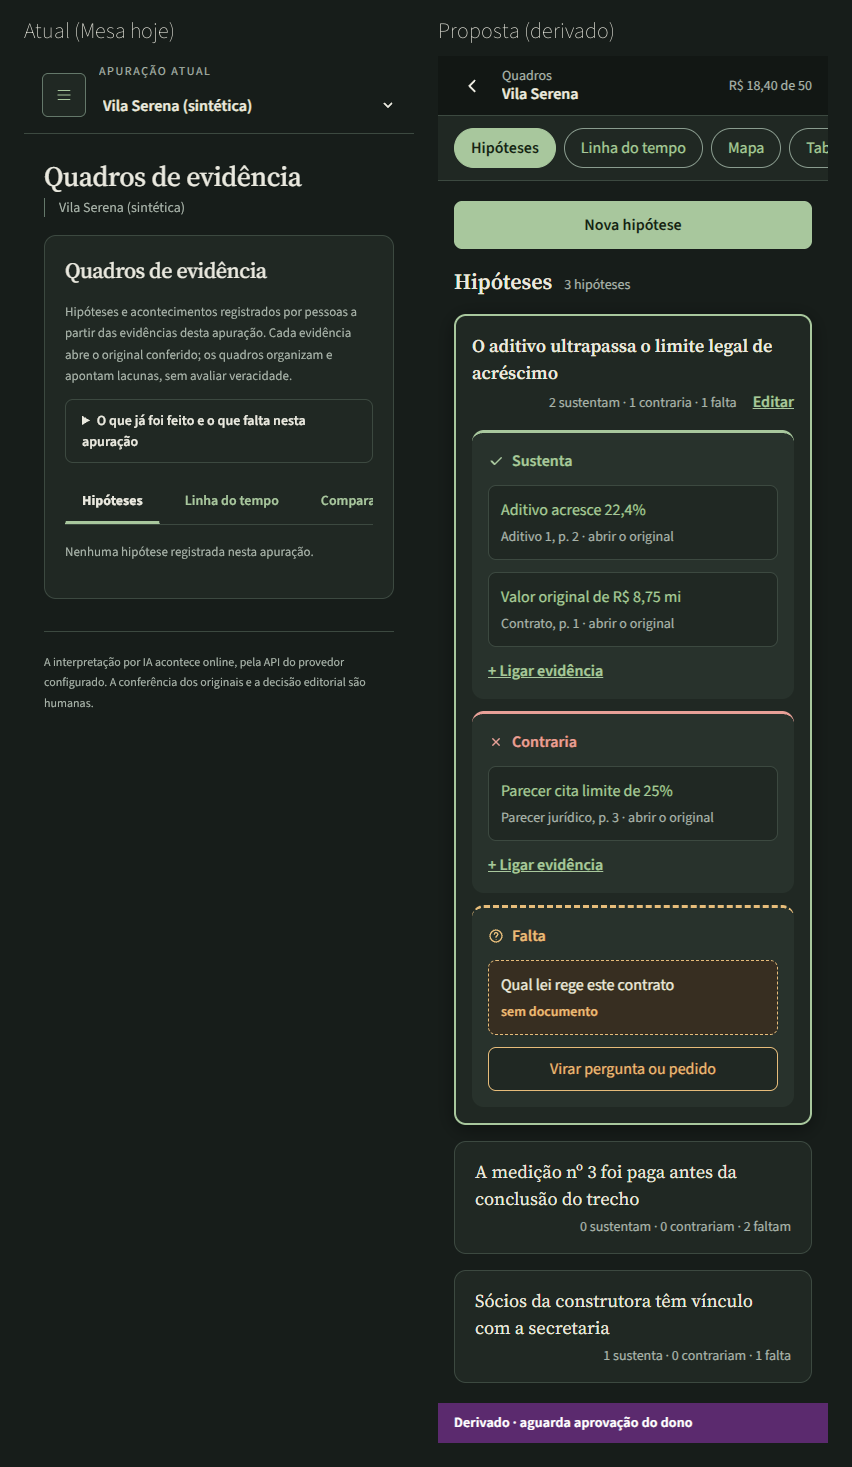 Atual (Mesa hoje)
APURAÇÃO ATUAL
Vila Serena (sintética)
Quadros de evidência
Vila Serena (sintética)
Quadros de evidência
Hipóteses e acontecimentos registrados por pessoas a
partir das evidências desta apuração. Cada evidência
abre o original conferido; os quadros organizam e
apontam lacunas, sem avaliar veracidade.
O que já foi feito e o que falta nesta
apuração
Hipóteses Linha do tempo Compara
Nenhuma hipótese registrada nesta apuração.
A interpretação por IA acontece online, pela API do provedor
configurado. A conferência dos originais e a decisão editorial são
humanas.
Proposta (derivado)
Quadros
Vila Serena
R$ 18,40 de 50
Hipóteses Linha do tempo Mapa Tab
Nova hipótese
Hipóteses 3 hipóteses
O aditivo ultrapassa o limite legal de
acréscimo
2 sustentam · 1 contraria · 1 falta Editar
Sustenta
Aditivo acresce 22,4%
Aditivo 1, p. 2 · abrir o original
Valor original de R$ 8,75 mi
Contrato, p. 1 · abrir o original
+ Ligar evidência
Contraria
Parecer cita limite de 25%
Parecer jurídico, p. 3 · abrir o original
+ Ligar evidência
Falta
Qual lei rege este contrato
sem documento
Virar pergunta ou pedido
A medição nº 3 foi paga antes da
conclusão do trecho
0 sustentam · 0 contrariam · 2 faltam
Sócios da construtora têm vínculo
com a secretaria
1 sustenta · 0 contrariam · 1 falta
Derivado · aguarda aprovação do dono